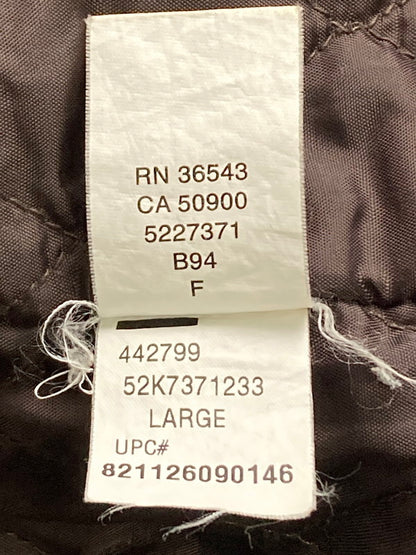 RN 36543
CA 50900
5227371
B94
F
442799
52K7371233
LARGE
UPC#
821126090146